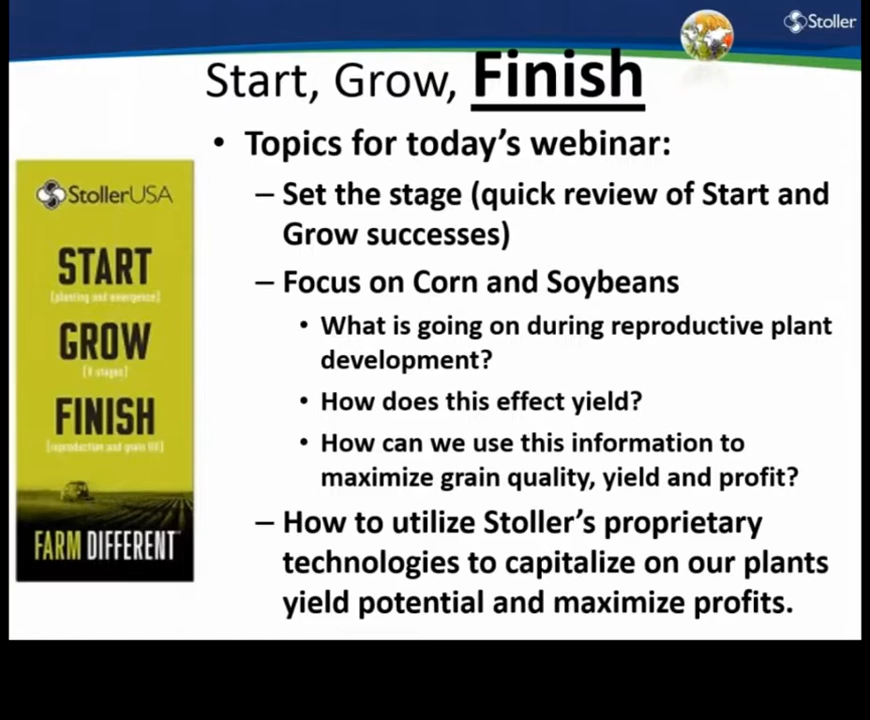 Stoller
Start, Grow, Finish
• Topics for today's webinar:
– Set the stage (quick review of Start and
Grow successes)
– Focus on Corn and Soybeans
• What is going on during reproductive plant
development?
• How does this effect yield?
• How can we use this information to
maximize grain quality, yield and profit?
– How to utilize Stoller's proprietary
technologies to capitalize on our plants
yield potential and maximize profits.
StollerUSA
START
[planting and emergence]
GROW
[V stages]
FINISH
[reproduction and grain fill]
FARM DIFFERENT